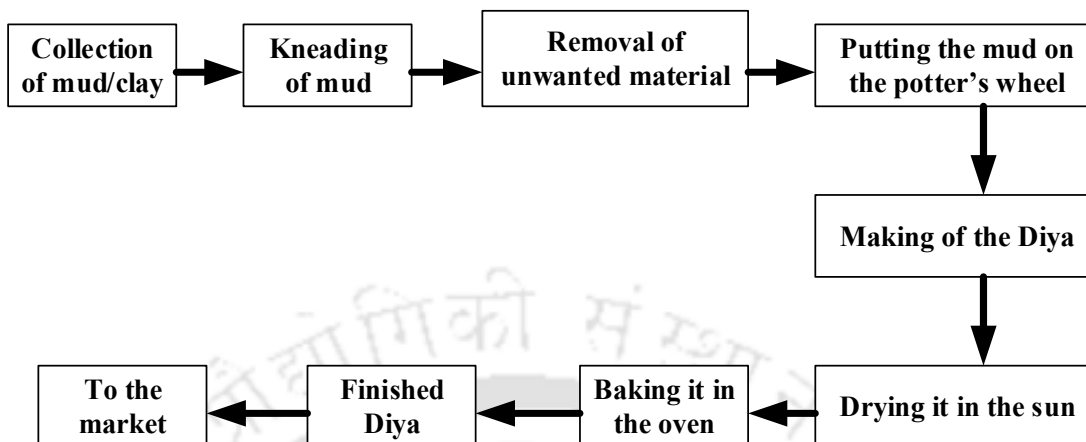 Collection
of mud/clay
Kneading
of mud
Removal of
unwanted material
Putting the mud on
the potter's wheel
Making of the Diya
Drying it in the sun
Baking it in
the oven
Finished
Diya
To the
market